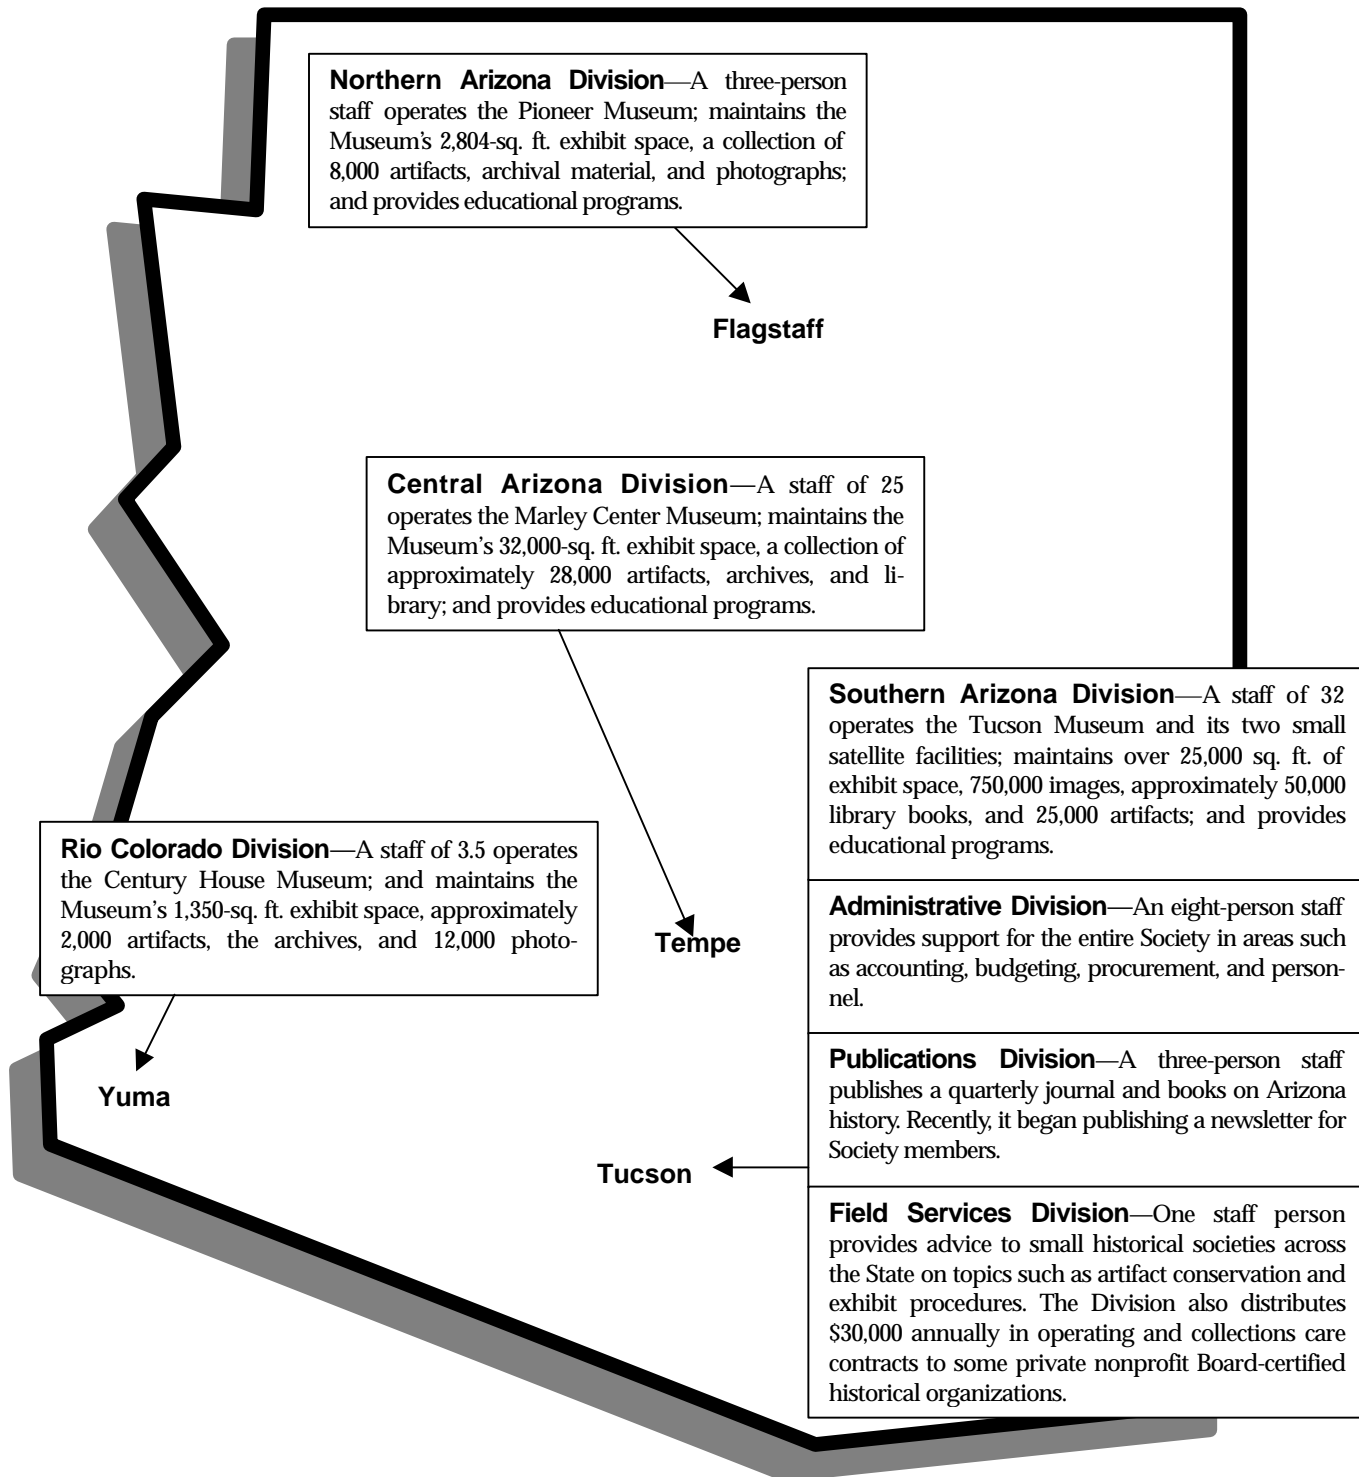 Northern Arizona Division—A three-person
staff operates the Pioneer Museum; maintains the
Museum's 2,804-sq. ft. exhibit space, a collection of
8,000 artifacts, archival material, and photographs;
and provides educational programs.
Flagstaff
Central Arizona Division—A staff of 25
operates the Marley Center Museum; maintains the
Museum's 32,000-sq. ft. exhibit space, a collection of
approximately 28,000 artifacts, archives, and li-
brary; and provides educational programs.
Tempe
Rio Colorado Division—A staff of 3.5 operates
the Century House Museum; and maintains the
Museum's 1,350-sq. ft. exhibit space, approximately
2,000 artifacts, the archives, and 12,000 photo-
graphs.
Yuma
Southern Arizona Division—A staff of 32
operates the Tucson Museum and its two small
satellite facilities; maintains over 25,000 sq. ft. of
exhibit space, 750,000 images, approximately 50,000
library books, and 25,000 artifacts; and provides
educational programs.
Administrative Division—An eight-person staff
provides support for the entire Society in areas such
as accounting, budgeting, procurement, and person-
nel.
Publications Division—A three-person staff
publishes a quarterly journal and books on Arizona
history. Recently, it began publishing a newsletter for
Society members.
Tucson
Field Services Division—One staff person
provides advice to small historical societies across
the State on topics such as artifact conservation and
exhibit procedures. The Division also distributes
$30,000 annually in operating and collections care
contracts to some private nonprofit Board-certified
historical organizations.